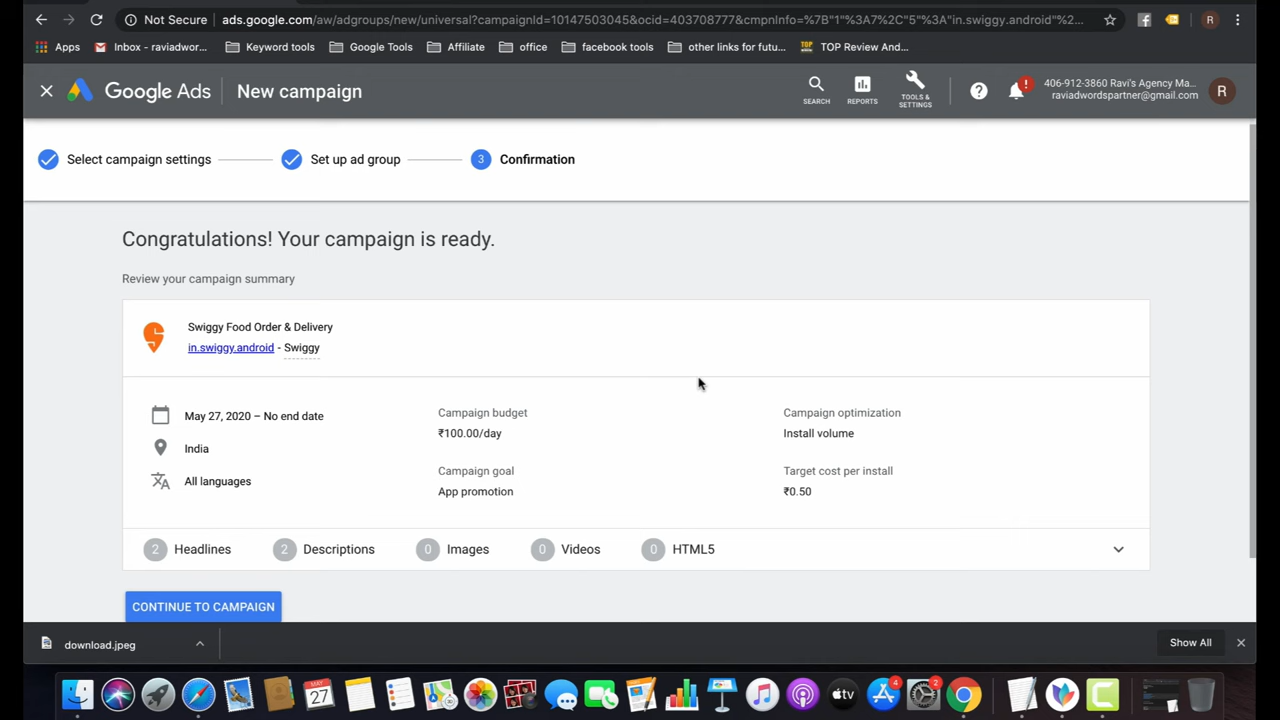 Not Secure
ads.google.com/aw/adgroups/new/universal?campaignId=10147503045&ocid=403708777&cmpnInfo=%7B"1"%3A7%2C"5"%3A"in.swiggy.android"%2...
R
Apps
Inbox - raviadwor...
Keyword tools
Google Tools
Affiliate
office
facebook tools
other links for futu...
TOP Review And...
Google Ads
New campaign
SEARCH
REPORTS
TOOLS &
SETTINGS
406-912-3860 Ravi's Agency Ma...
raviadwordspartner@gmail.com
R
Select campaign settings
Set up ad group
3 Confirmation
Congratulations! Your campaign is ready.
Review your campaign summary
Swiggy Food Order & Delivery
in.swiggy.android - Swiggy
May 27, 2020 – No end date
India
All languages
Campaign budget
₹100.00/day
Campaign goal
App promotion
Campaign optimization
Install volume
Target cost per install
₹0.50
2 Headlines
2 Descriptions
0 Images
0 Videos
0 HTML5
CONTINUE TO CAMPAIGN
download.jpeg
Show All
MAY
27
tv
4
2